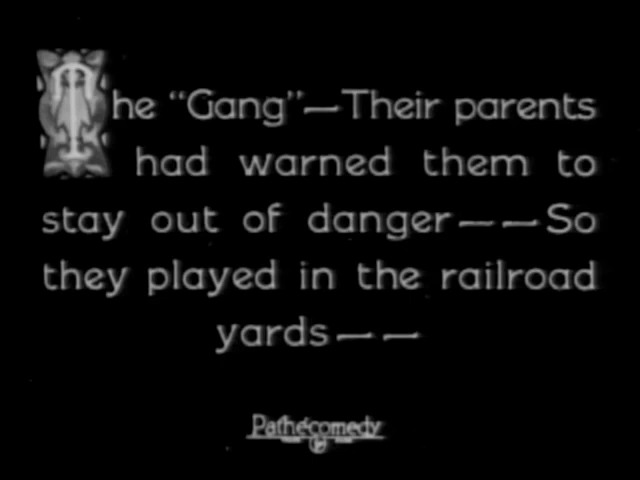 The “Gang”—Their parents
had warned them to
stay out of danger——So
they played in the railroad
yards——
Pathécomedy